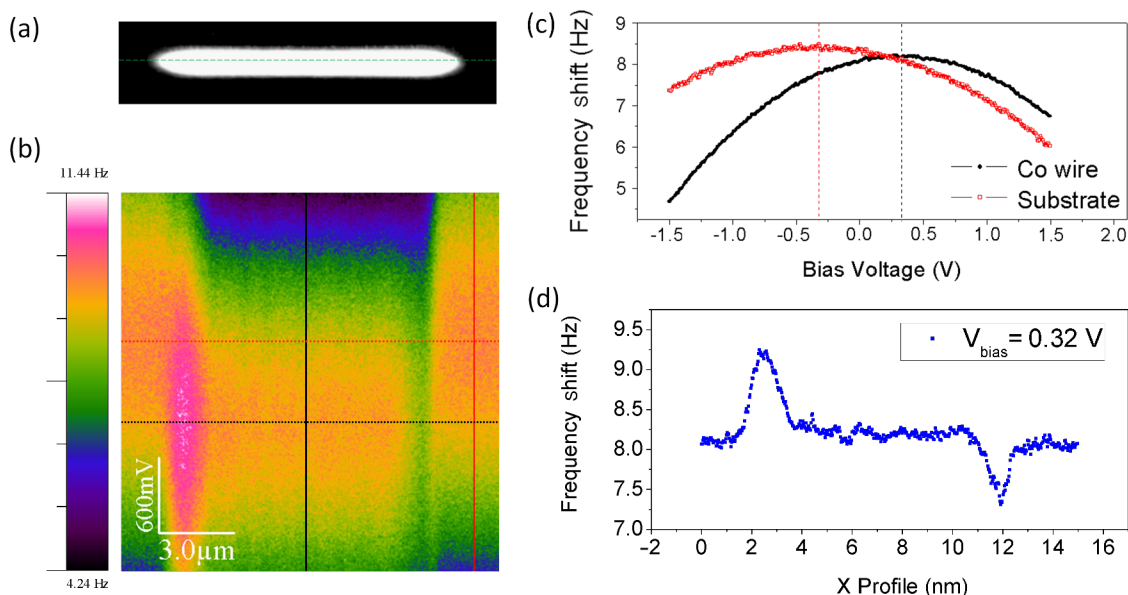 (a)
(b)
11.44 Hz
4.24 Hz
600mV
3.0µm
(c)
Frequency shift (Hz)
9
8
7
6
5
-1.5
-1.0
-0.5
0.0
0.5
1.0
1.5
2.0
Bias Voltage (V)
Co wire
Substrate
(d)
Frequency shift (Hz)
9.5
9.0
8.5
8.0
7.5
7.0
-2
0
2
4
6
8
10
12
14
16
X Profile (nm)
Vbias= 0.32 V